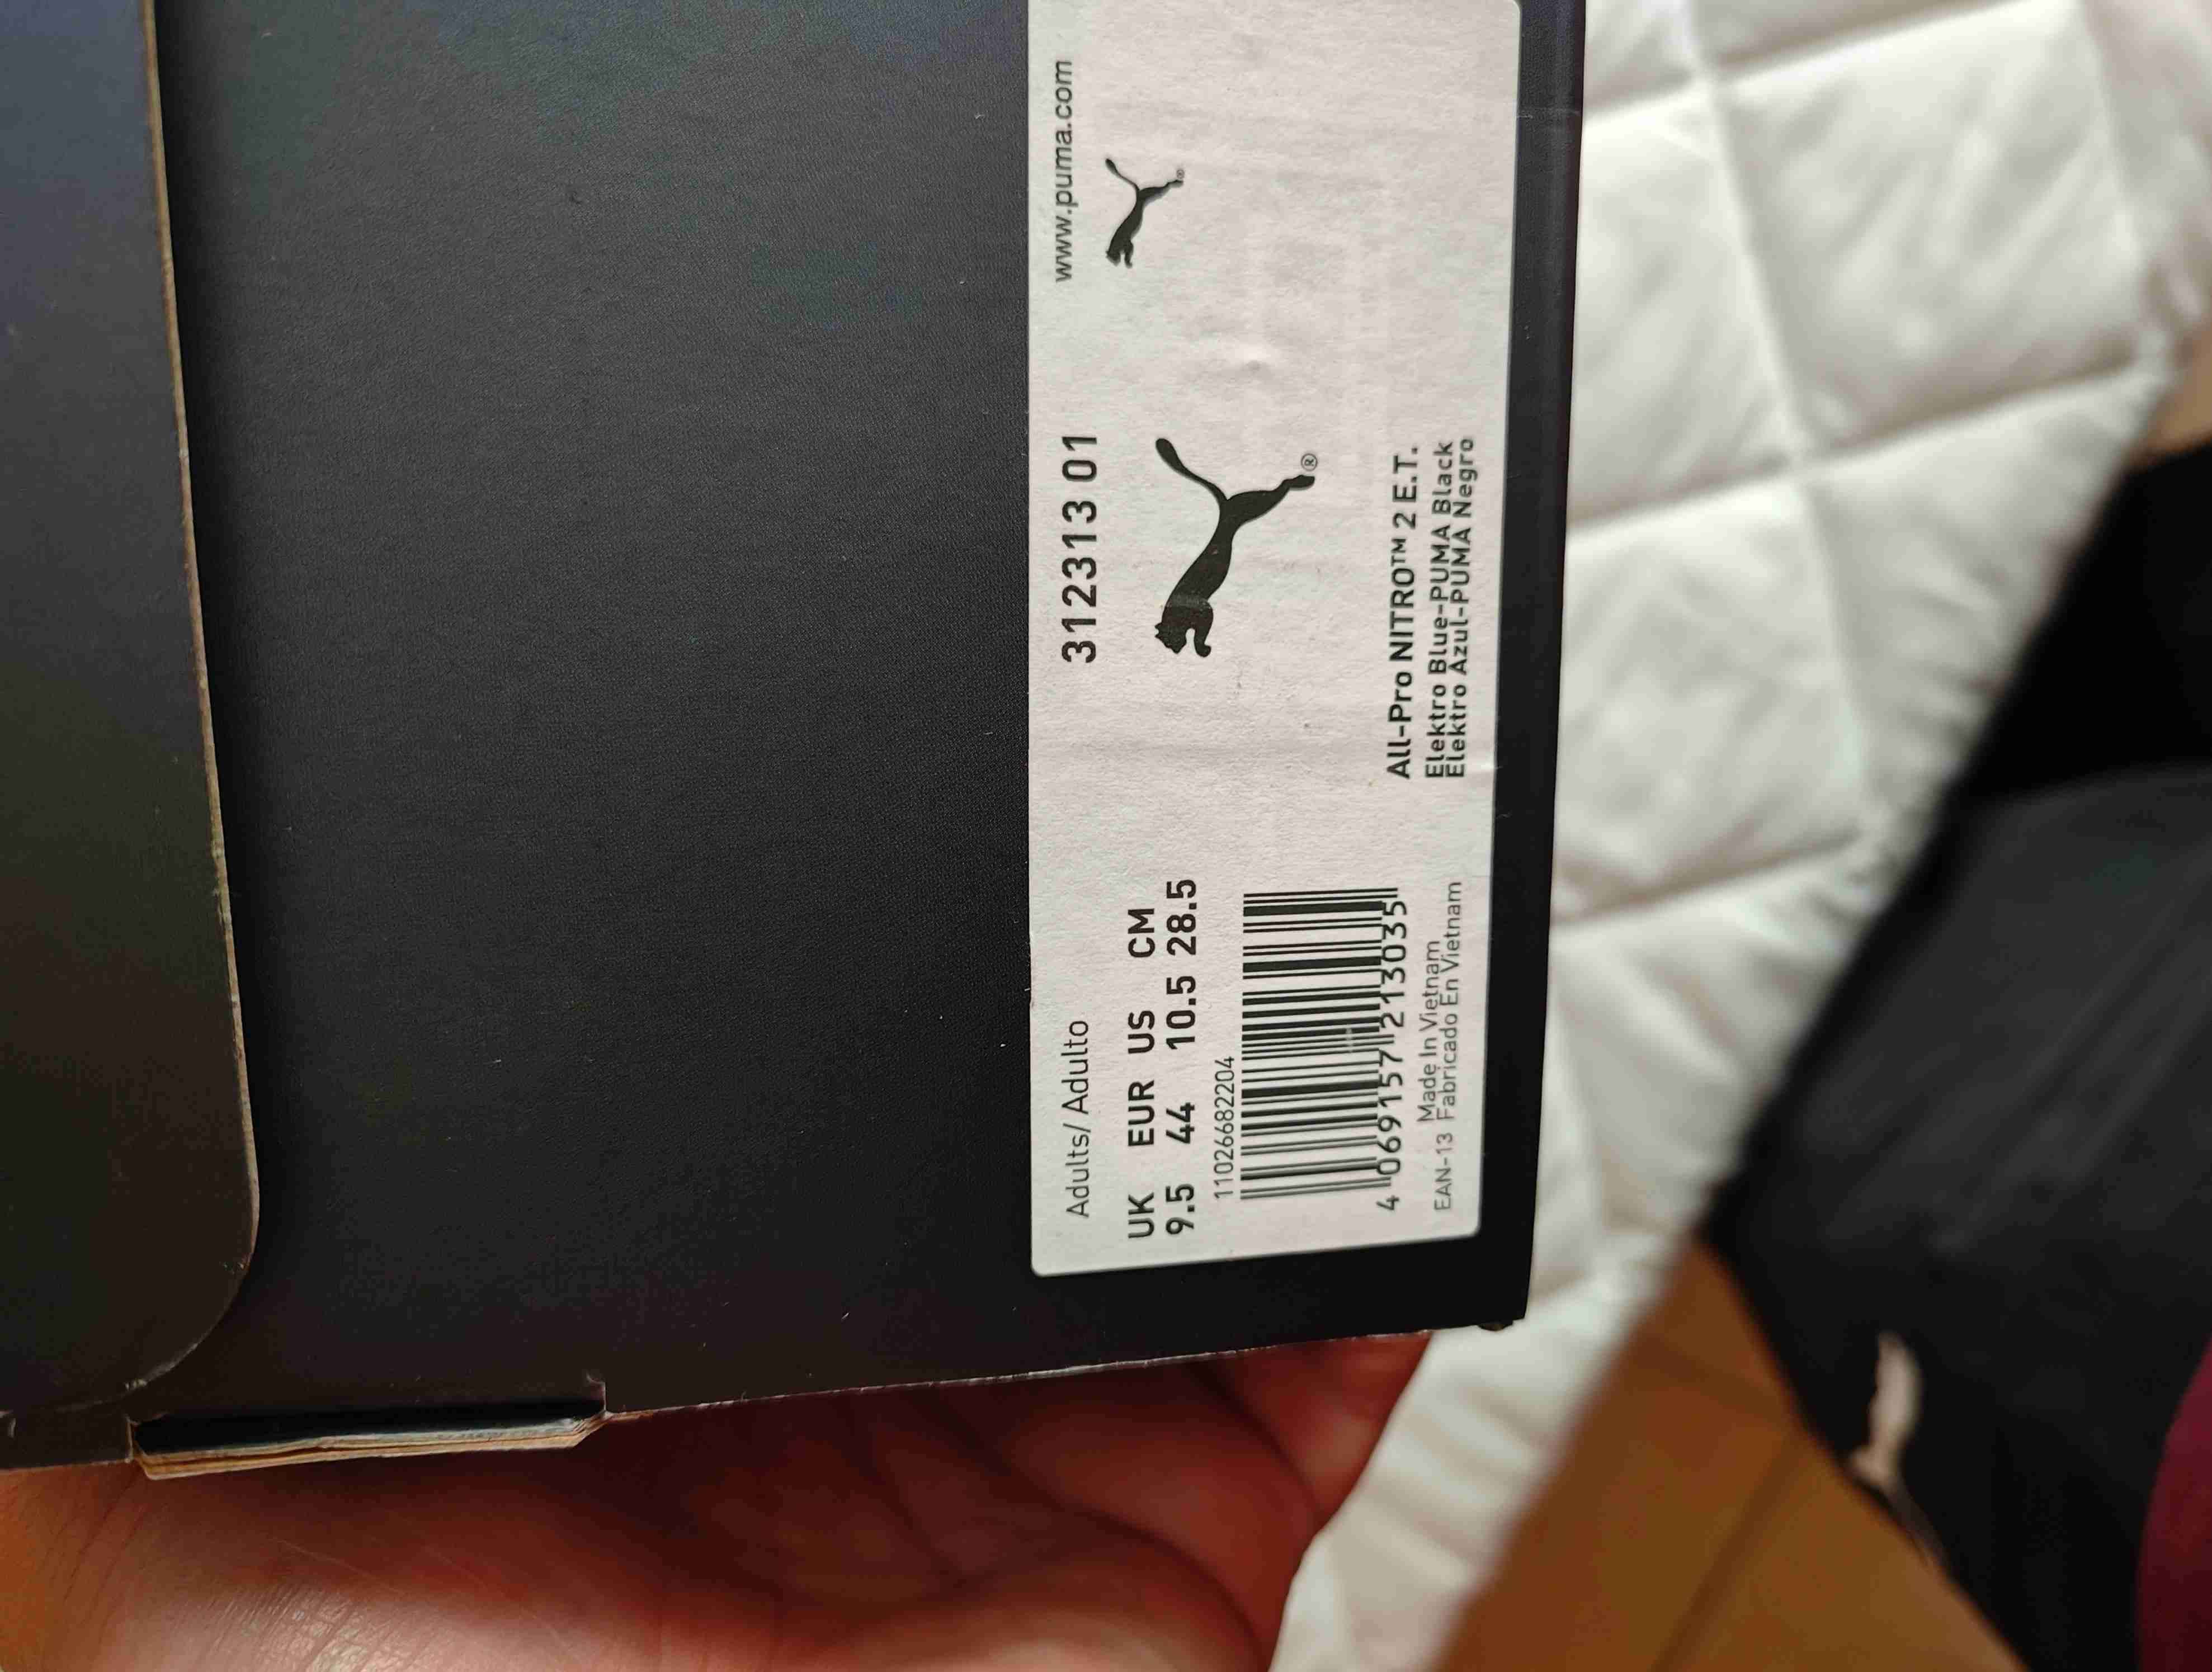 Adults/ Adulto
312313 01
www.puma.com
UK EUR US CM
9.5 44 10.5 28.5
11026682204
®
®
4 069157 213035
All-Pro NITRO™ 2 E.T.
Elektro Blue-PUMA Black
Elektro Azul-PUMA Negro
EAN-13 Made In Vietnam
Fabricado En Vietnam